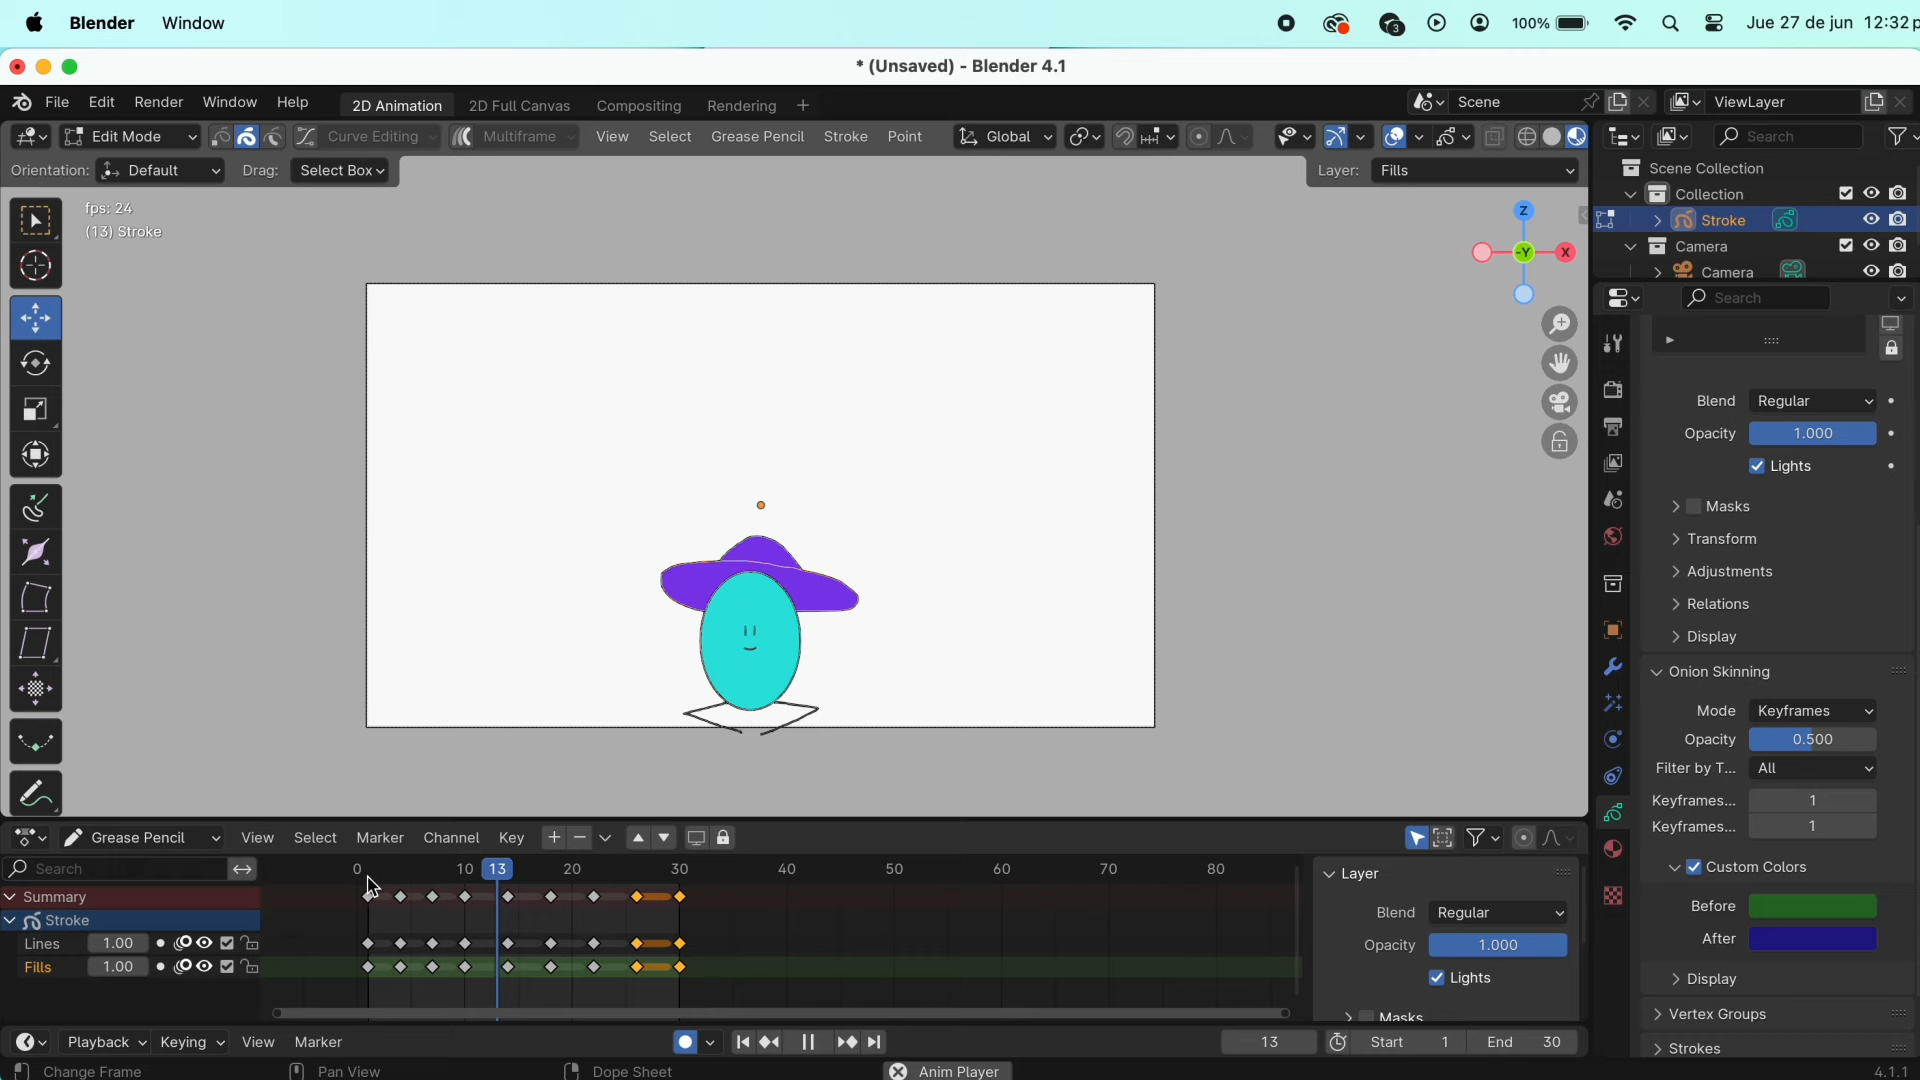 Blender Window 3 100% Jue 27 de jun 12:32 p
* (Unsaved) - Blender 4.1
File Edit Render Window Help 2D Animation 2D Full Canvas Compositing Rendering + Scene ViewLayer
Edit Mode Curve Editing Multiframe View Select Grease Pencil Stroke Point Global Search
Orientation: Default Drag: Select Box Layer: Fills
Scene Collection
Collection
Stroke
Camera
Camera
fps: 24
(13) Stroke
Z
-Y X
Search
Blend Regular
Opacity 1.000
Lights
Masks
Transform
Adjustments
Relations
Display
Onion Skinning
Mode Keyframes
Opacity 0.500
Filter by T... All
Keyframes... 1
Keyframes... 1
Custom Colors
Before
After
Display
Vertex Groups
Strokes
Grease Pencil View Select Marker Channel Key
Search 0 10 13 20 30 40 50 60 70 80
Summary
Stroke
Lines 1.00
Fills 1.00
Layer
Blend Regular
Opacity 1.000
Lights
Masks
Playback Keying View Marker 13 Start 1 End 30
Change Frame Pan View Dope Sheet Anim Player 4.1.1